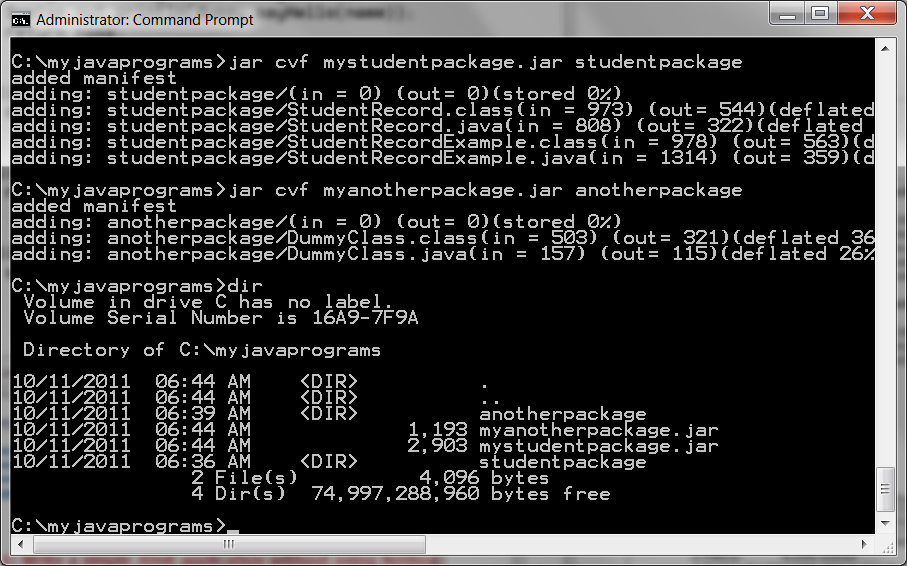 Administrator: Command Prompt
C:\myjavaprograms>jar cvf mystudentpackage.jar studentpackage
added manifest
adding: studentpackage/(in = 0) (out= 0)(stored 0%)
adding: studentpackage/StudentRecord.class(in = 973) (out= 544)(deflated
adding: studentpackage/StudentRecord.java(in = 808) (out= 322)(deflated
adding: studentpackage/StudentRecordExample.class(in = 978) (out= 563)(d
adding: studentpackage/StudentRecordExample.java(in = 1314) (out= 359)(d
C:\myjavaprograms>jar cvf myanotherpackage.jar anotherpackage
added manifest
adding: anotherpackage/(in = 0) (out= 0)(stored 0%)
adding: anotherpackage/DummyClass.class(in = 503) (out= 321)(deflated 36
adding: anotherpackage/DummyClass.java(in = 157) (out= 115)(deflated 26%
C:\myjavaprograms>dir
Volume in drive C has no label.
Volume Serial Number is 16A9-7F9A
Directory of C:\myjavaprograms
10/11/2011 06:44 AM <DIR> .
10/11/2011 06:44 AM <DIR> ..
10/11/2011 06:39 AM <DIR> anotherpackage
10/11/2011 06:44 AM 1,193 myanotherpackage.jar
10/11/2011 06:44 AM 2,903 mystudentpackage.jar
10/11/2011 06:36 AM <DIR> studentpackage
2 File(s) 4,096 bytes
4 Dir(s) 74,997,288,960 bytes free
C:\myjavaprograms>_